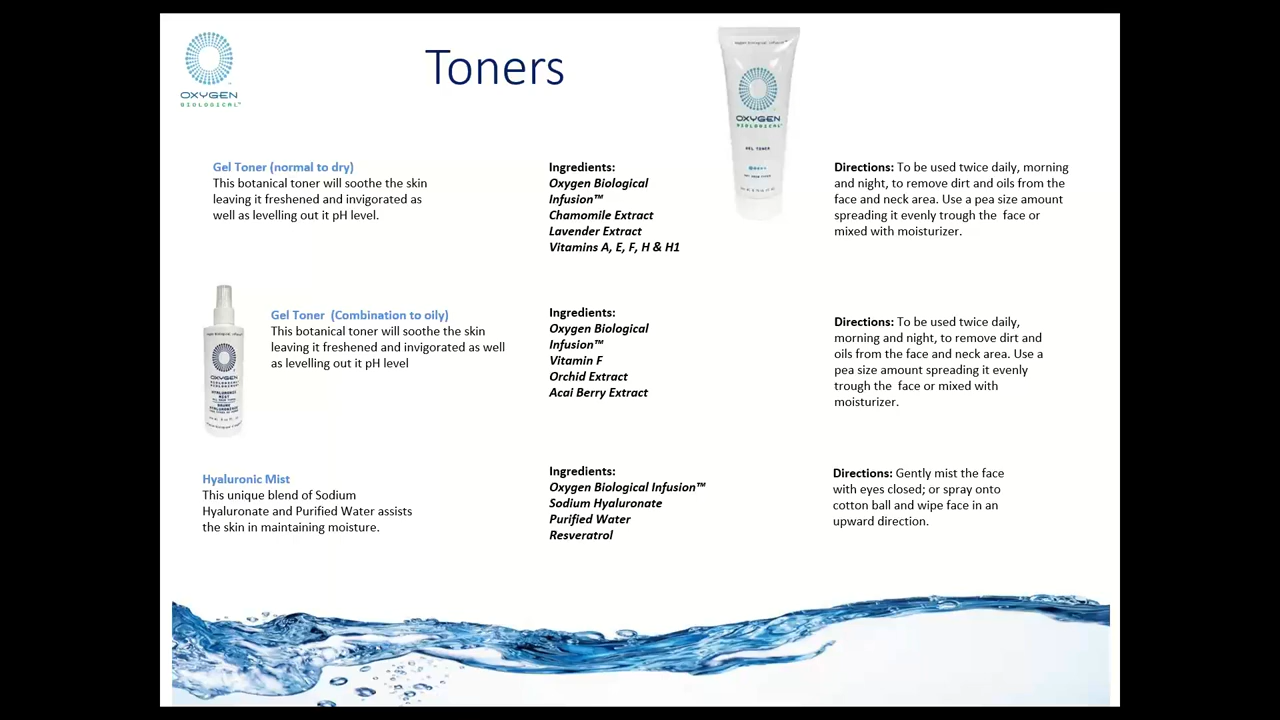 OXYGEN
BIOLOGICAL™
Toners
OXYGEN
BIOLOGICAL
GEL TONER
Gel Toner (normal to dry)
This botanical toner will soothe the skin
leaving it freshened and invigorated as
well as levelling out it pH level.
Ingredients:
Oxygen Biological
Infusion™
Chamomile Extract
Lavender Extract
Vitamins A, E, F, H & H1
Directions: To be used twice daily, morning
and night, to remove dirt and oils from the
face and neck area. Use a pea size amount
spreading it evenly trough the face or
mixed with moisturizer.
OXYGEN
HYALURONIC
MIST
Gel Toner (Combination to oily)
This botanical toner will soothe the skin
leaving it freshened and invigorated as well
as levelling out it pH level
Ingredients:
Oxygen Biological
Infusion™
Vitamin F
Orchid Extract
Acai Berry Extract
Directions: To be used twice daily,
morning and night, to remove dirt and
oils from the face and neck area. Use a
pea size amount spreading it evenly
trough the face or mixed with
moisturizer.
Hyaluronic Mist
This unique blend of Sodium
Hyaluronate and Purified Water assists
the skin in maintaining moisture.
Ingredients:
Oxygen Biological Infusion™
Sodium Hyaluronate
Purified Water
Resveratrol
Directions: Gently mist the face
with eyes closed; or spray onto
cotton ball and wipe face in an
upward direction.